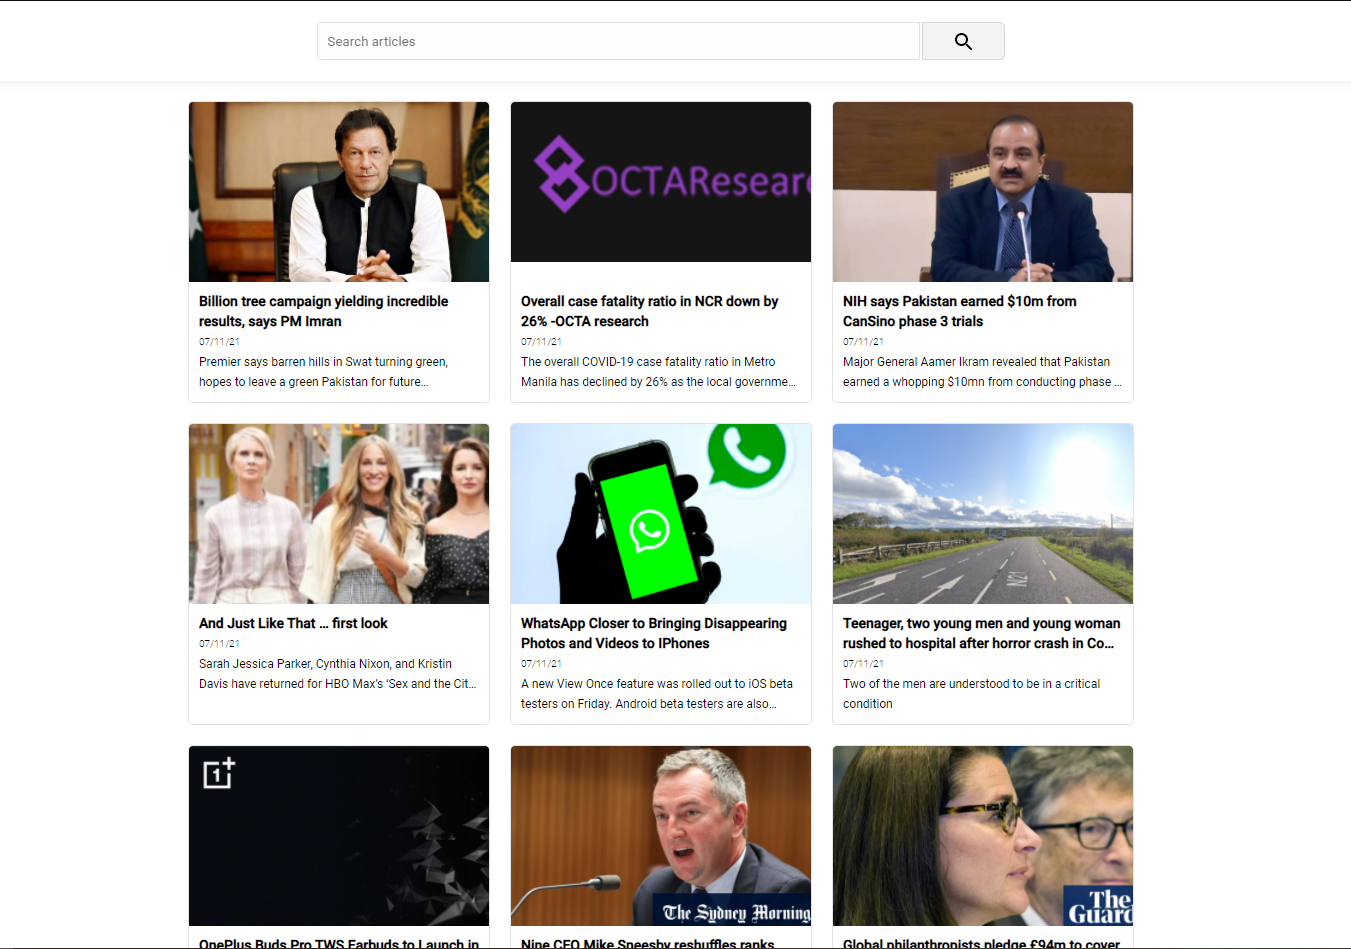 Search articles
OCTAResearc
Billion tree campaign yielding incredible
results, says PM Imran
07/11/21
Premier says barren hills in Swat turning green,
hopes to leave a green Pakistan for future…
Overall case fatality ratio in NCR down by
26% -OCTA research
07/11/21
The overall COVID-19 case fatality ratio in Metro
Manila has declined by 26% as the local governme…
NIH says Pakistan earned $10m from
CanSino phase 3 trials
07/11/21
Major General Aamer Ikram revealed that Pakistan
earned a whopping $10mn from conducting phase …
N21
And Just Like That … first look
07/11/21
Sarah Jessica Parker, Cynthia Nixon, and Kristin
Davis have returned for HBO Max's ‘Sex and the Cit…
WhatsApp Closer to Bringing Disappearing
Photos and Videos to IPhones
07/11/21
A new View Once feature was rolled out to iOS beta
testers on Friday. Android beta testers are also…
Teenager, two young men and young woman
rushed to hospital after horror crash in Co…
07/11/21
Two of the men are understood to be in a critical
condition
1+
The Sydney Morning
The
Guard
OnePlus Buds Pro TWS Earbuds to Launch in
Nine CEO Mike Sneesby reshuffles ranks
Global philanthropists pledge £94m to cover